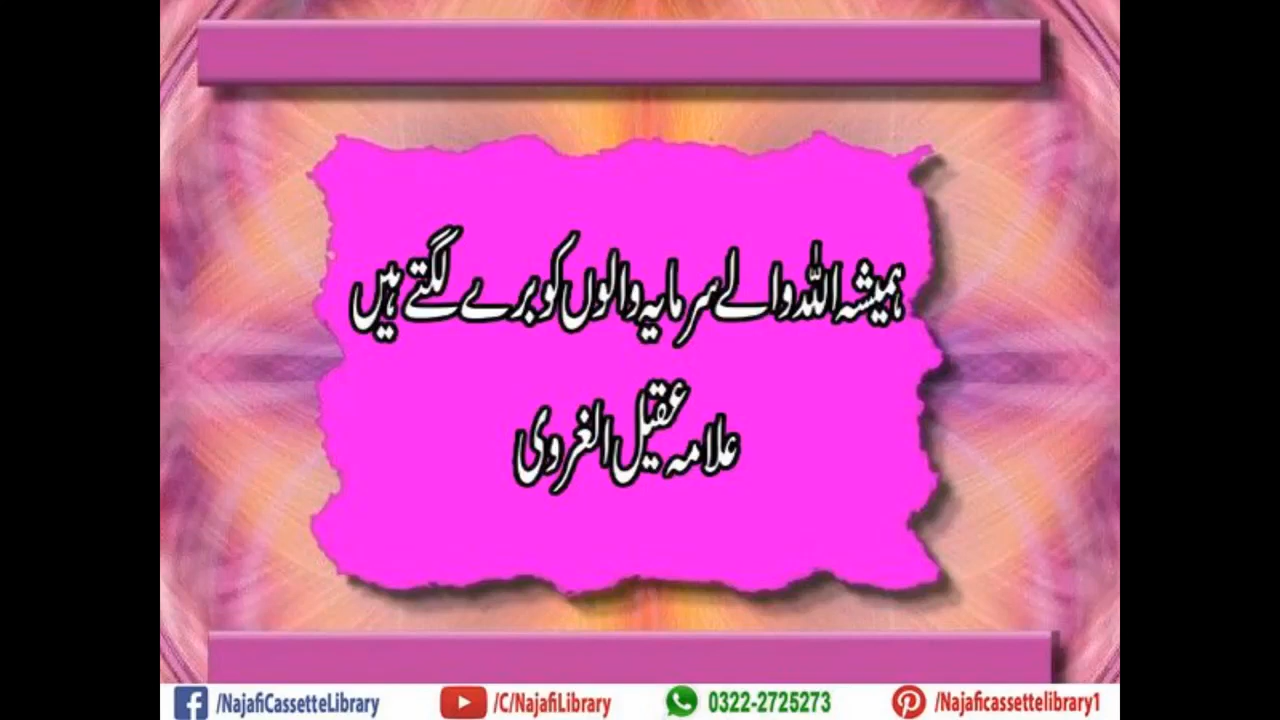 ہمیشہ اللہ والے سرمایہ والوں کو برے لگتے ہیں
علامہ عقیل الغروی
/NajafiCassetteLibrary /C/NajafiLibrary 0322-2725273 /Najaficassettelibrary1